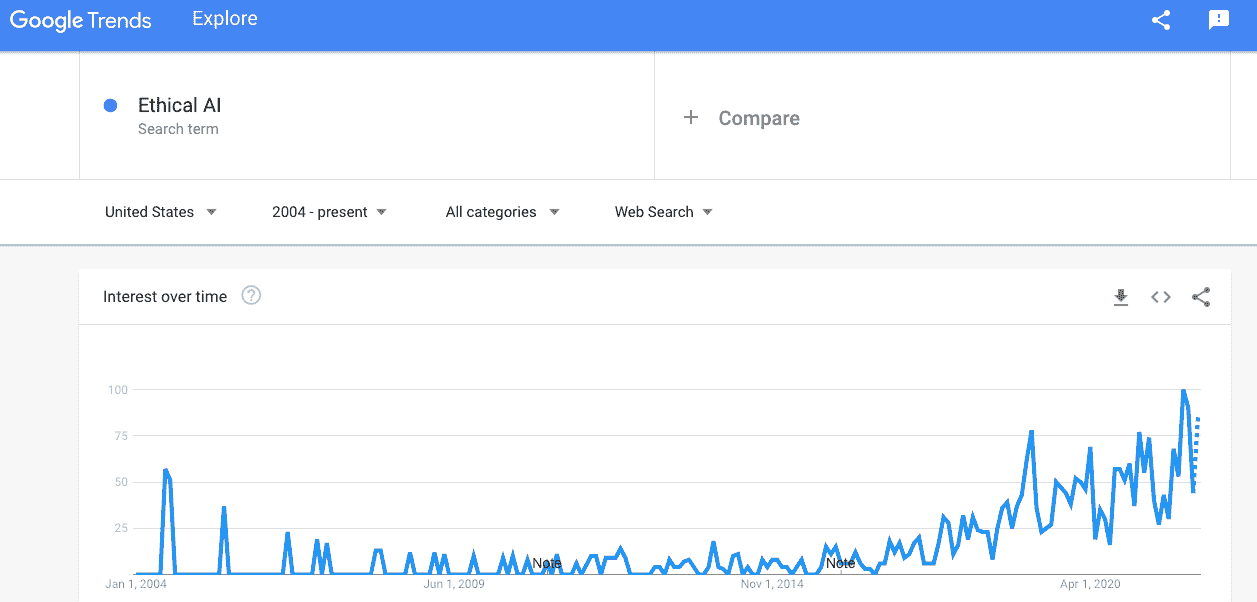 Google Trends Explore
Ethical AI
Search term
+ Compare
United States 2004 - present All categories Web Search
Interest over time ?
100
75
50
25
Note Note
Jan 1, 2004 Jun 1, 2009 Nov 1, 2014 Apr 1, 2020